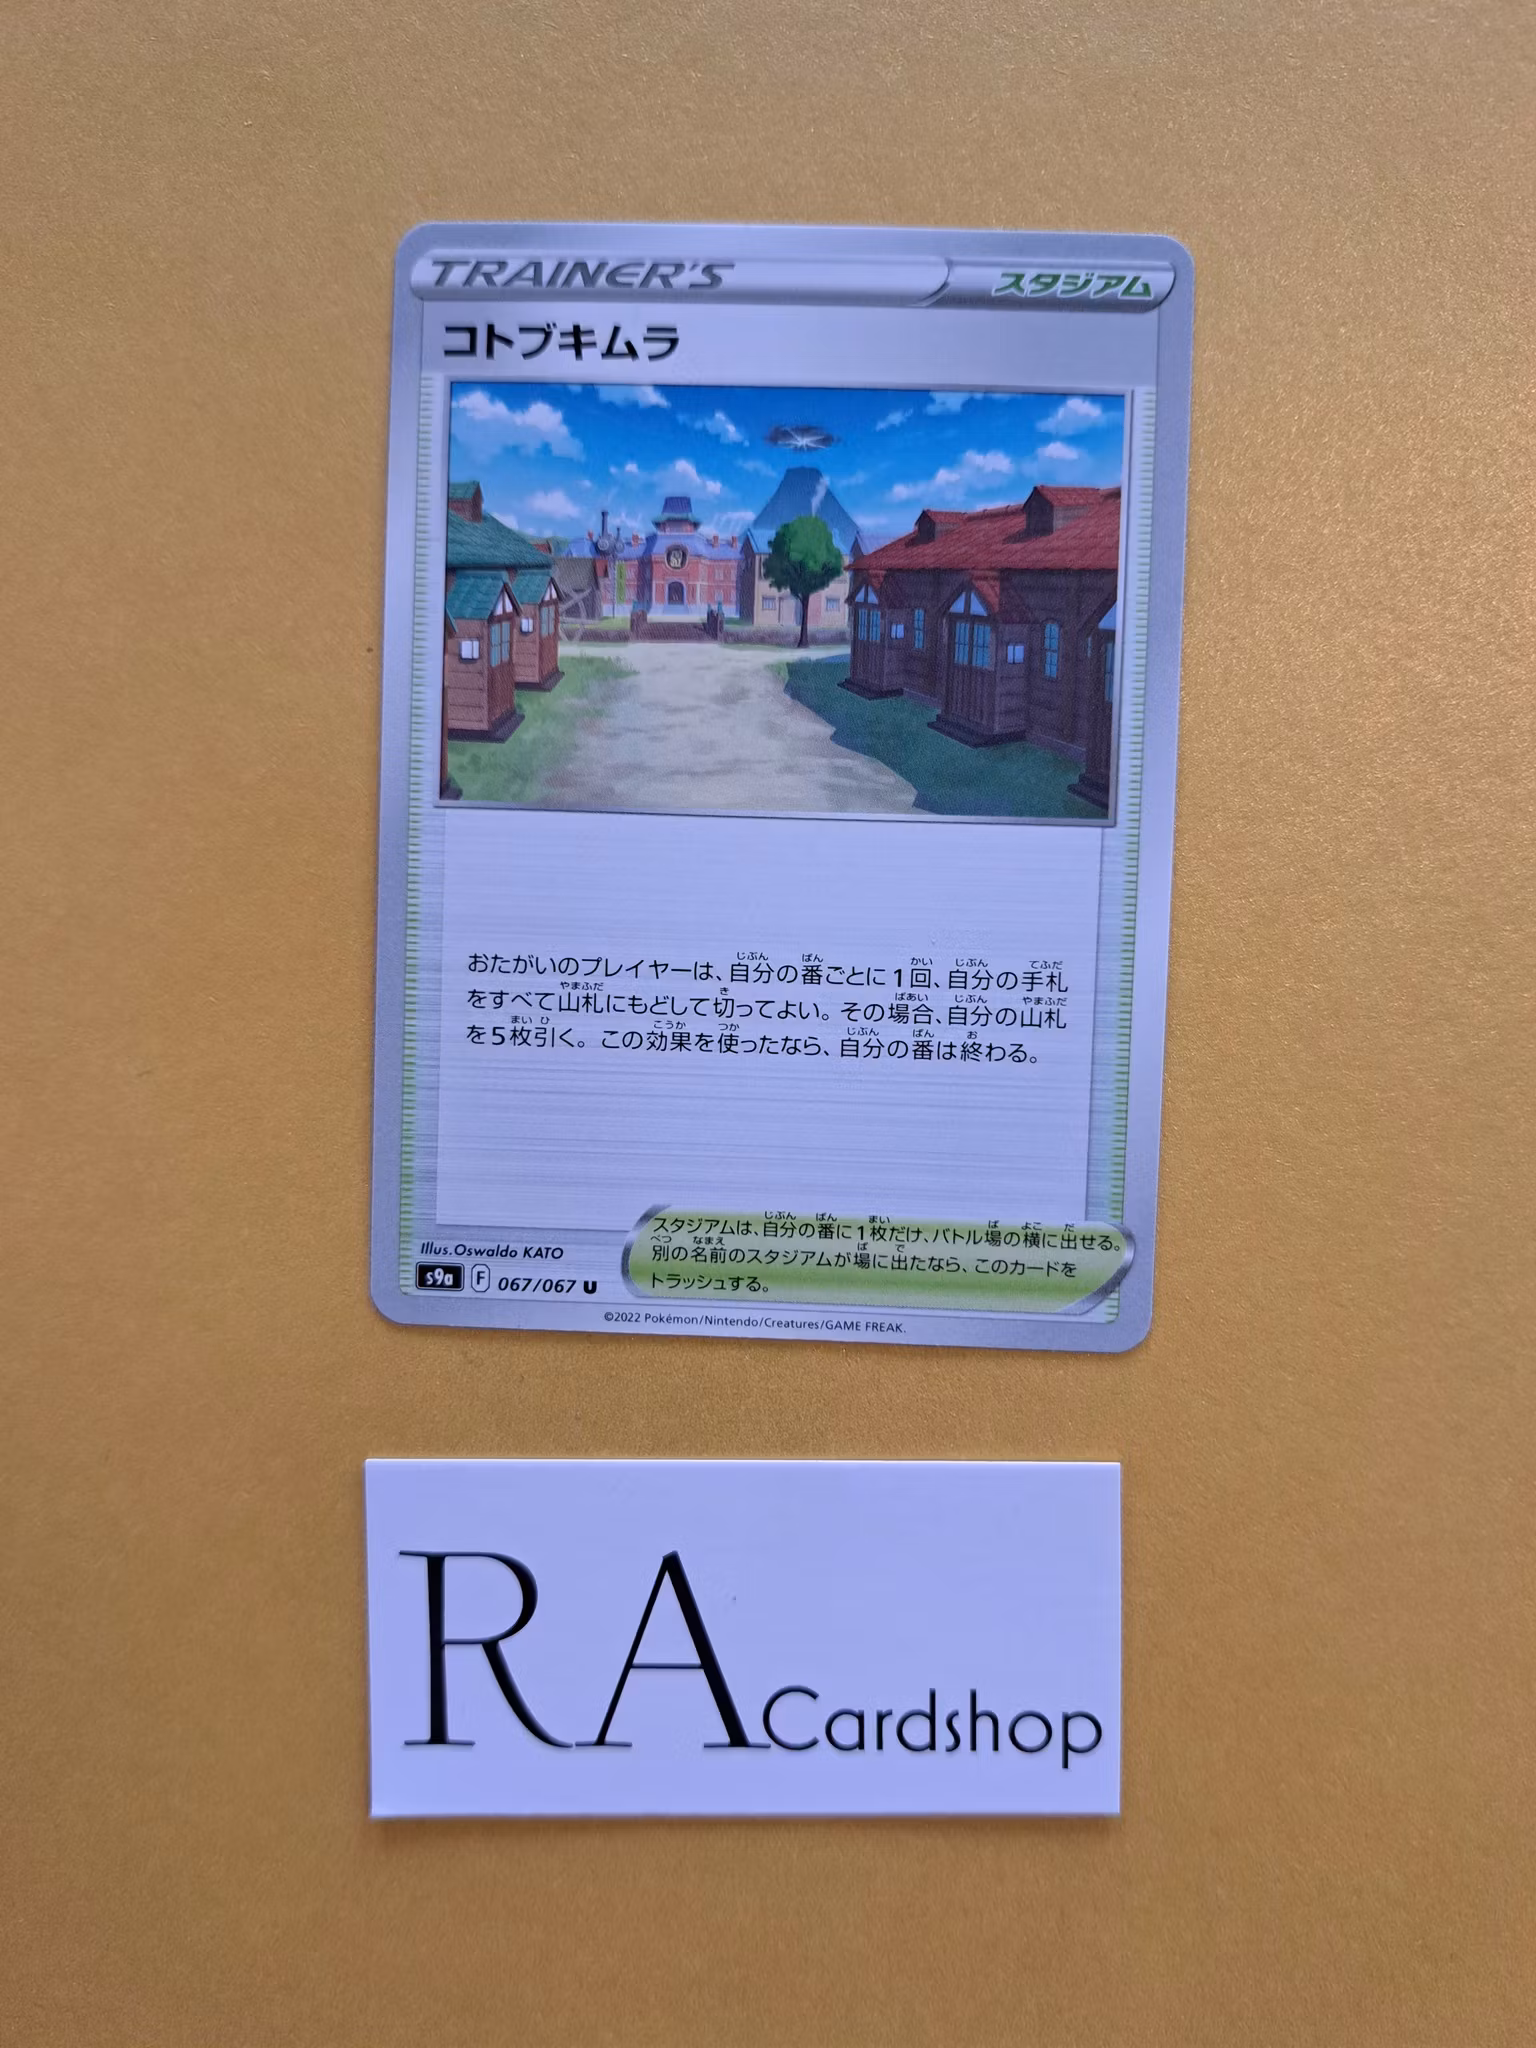 TRAINER'S
スタジアム
コトブキムラ
おたがいのプレイヤーは、自分の番ごとに1回、自分の手札
をすべて山札にもどして切ってよい。その場合、自分の山札
を5枚引く。この効果を使ったなら、自分の番は終わる。
スタジアムは、自分の番に1枚だけ、バトル場の横に出せる。
別の名前のスタジアムが場に出たなら、このカードを
トラッシュする。
Illus.Oswaldo KATO
s9a F 067/067 U
©2022 Pokémon/Nintendo/Creatures/GAME FREAK.
RA Cardshop